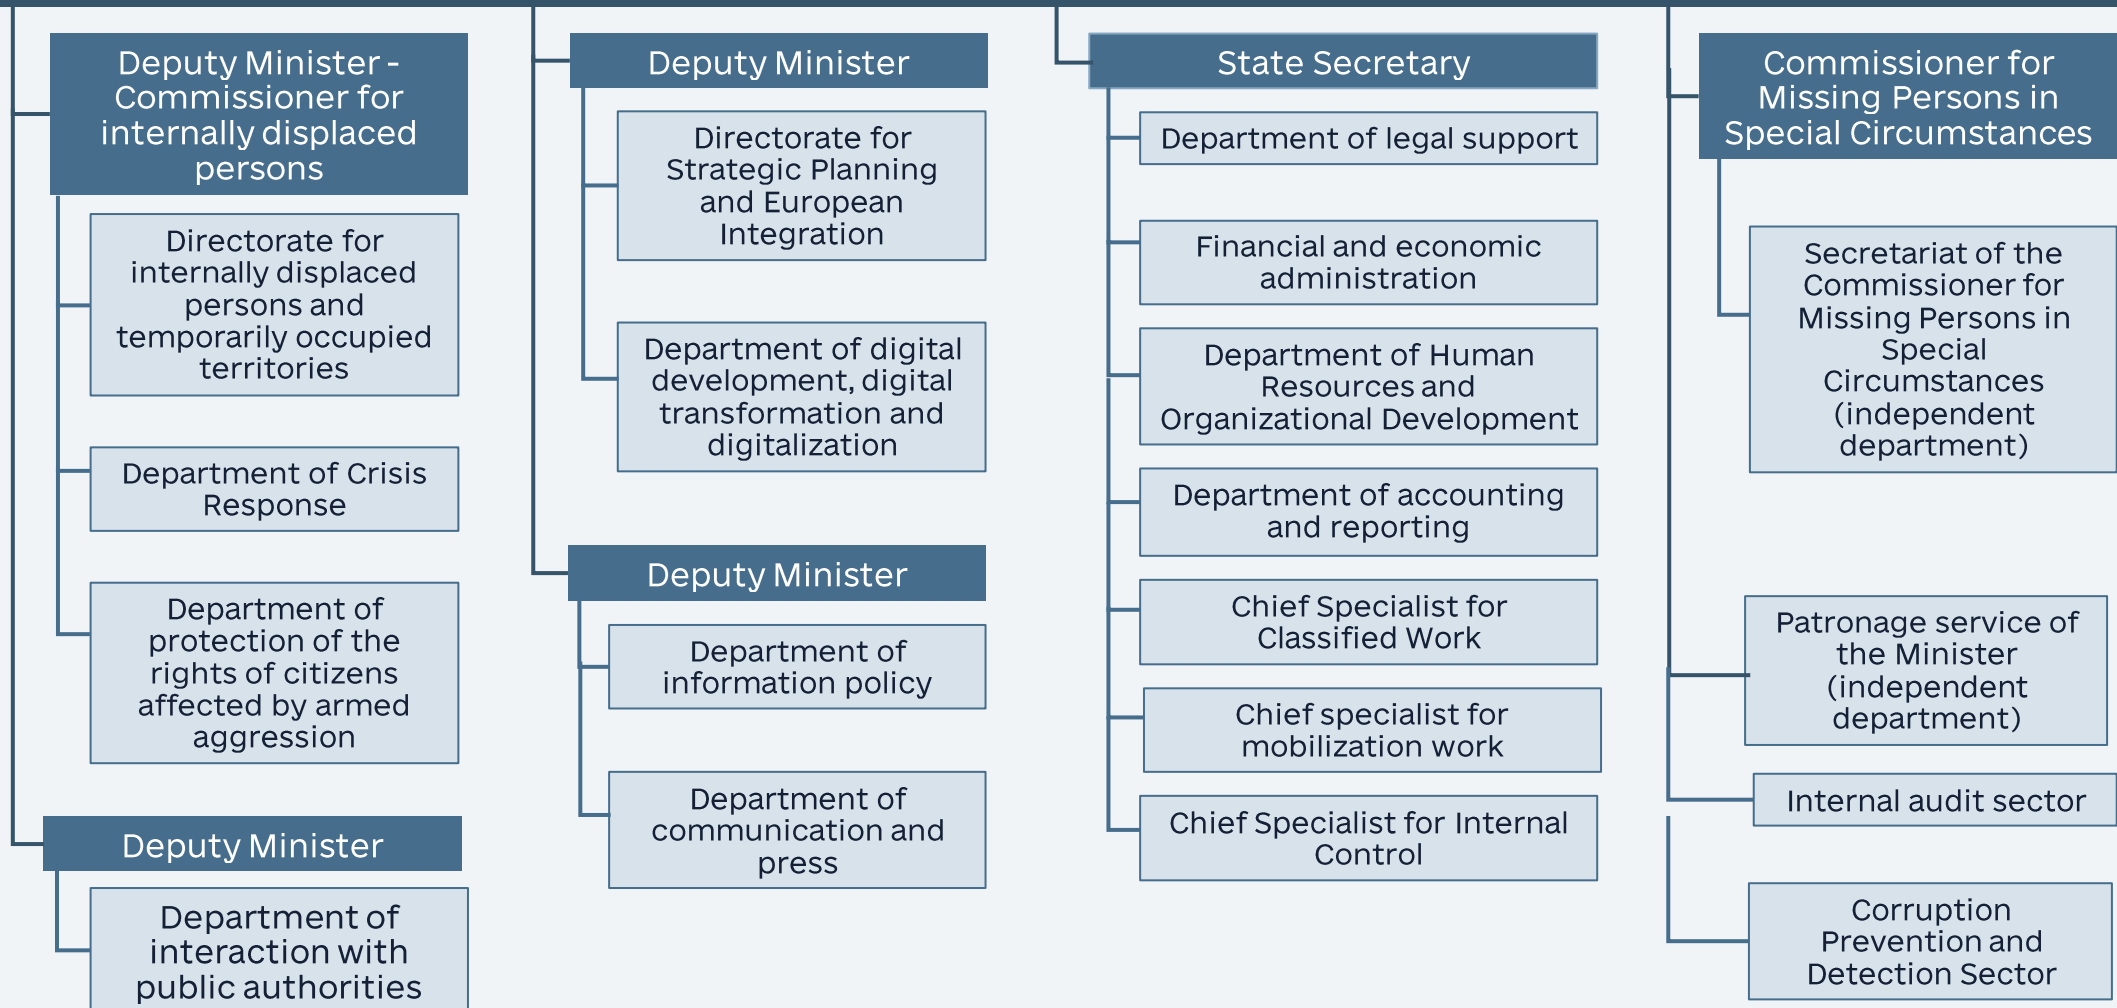 Deputy Minister -
Commissioner for
internally displaced
persons
Directorate for
internally displaced
persons and
temporarily occupied
territories
Department of Crisis
Response
Department of
protection of the
rights of citizens
affected by armed
aggression
Deputy Minister
Department of
interaction with
public authorities
Deputy Minister
Directorate for
Strategic Planning
and European
Integration
Department of digital
development, digital
transformation and
digitalization
Deputy Minister
Department of
information policy
Department of
communication and
press
State Secretary
Department of legal support
Financial and economic
administration
Department of Human
Resources and
Organizational Development
Department of accounting
and reporting
Chief Specialist for
Classified Work
Chief specialist for
mobilization work
Chief Specialist for Internal
Control
Commissioner for
Missing Persons in
Special Circumstances
Secretariat of the
Commissioner for
Missing Persons in
Special
Circumstances
(independent
department)
Patronage service of
the Minister
(independent
department)
Internal audit sector
Corruption
Prevention and
Detection Sector